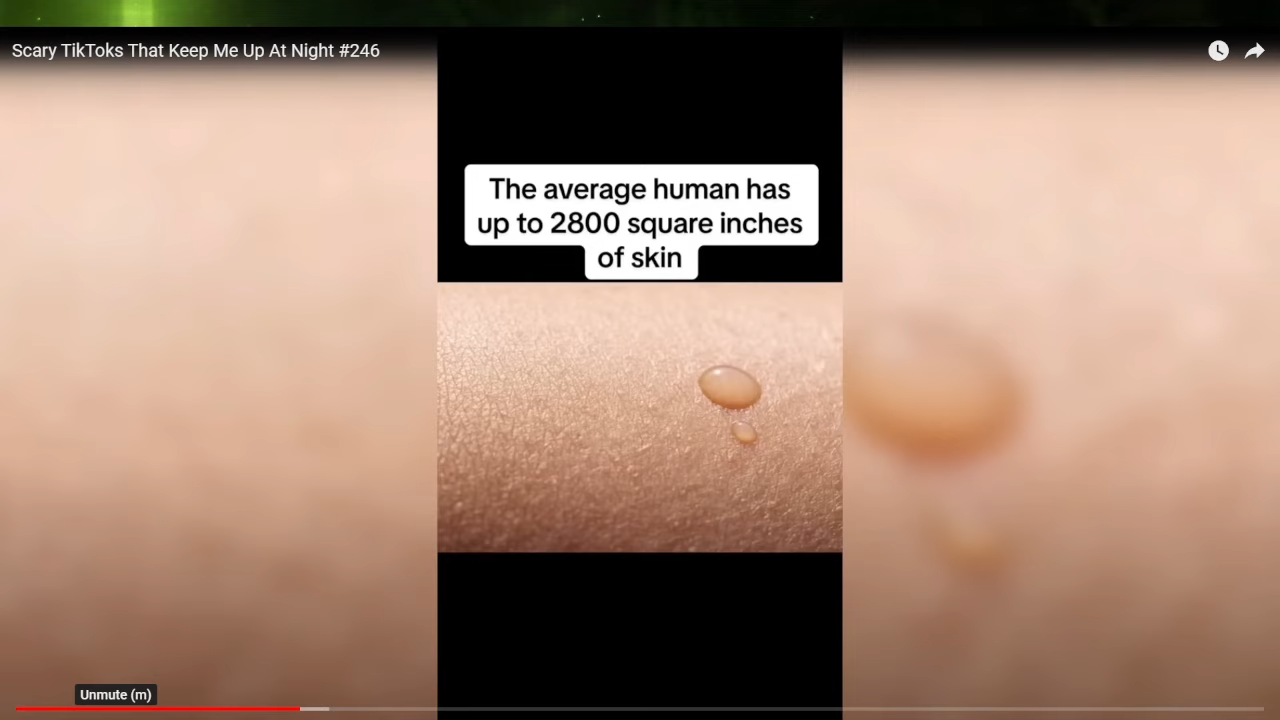 Scary TikToks That Keep Me Up At Night #246
The average human has
up to 2800 square inches
of skin
Unmute (m)